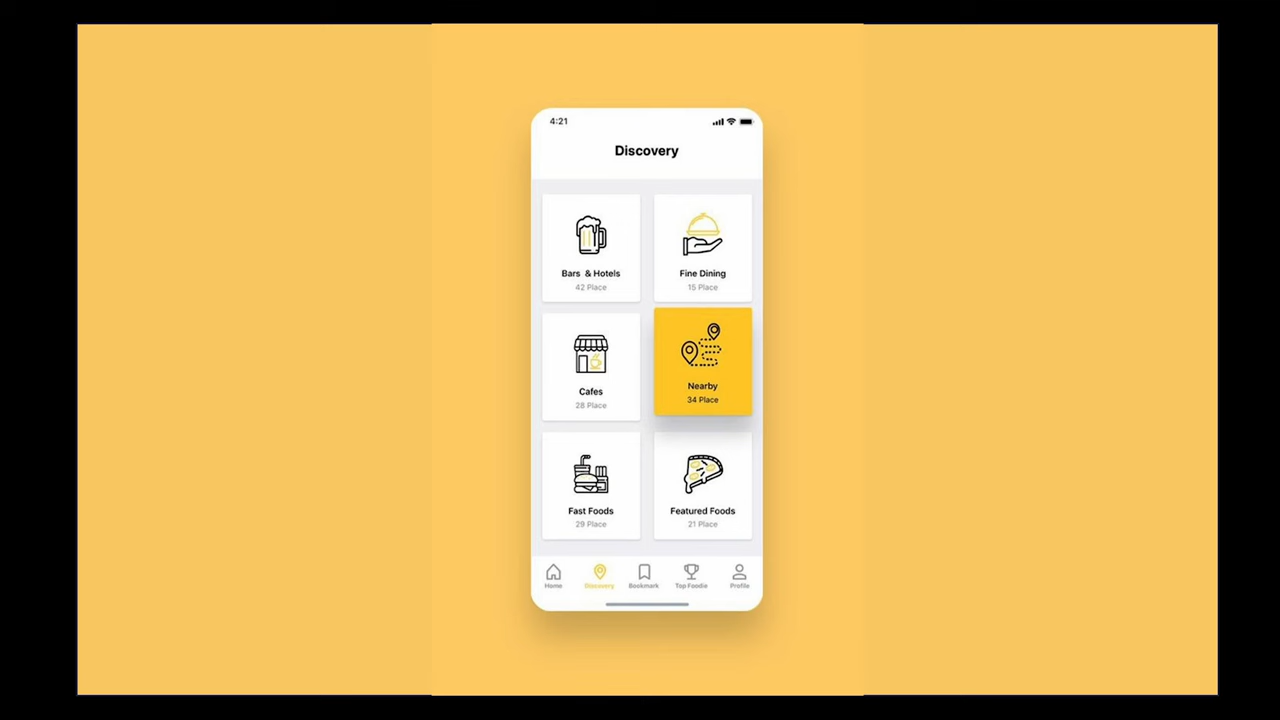 4:21
Discovery
Bars & Hotels
42 Place
Fine Dining
15 Place
Cafes
28 Place
Nearby
34 Place
Fast Foods
29 Place
Featured Foods
21 Place
Home
Discovery
Bookmark
Top Foodie
Profile